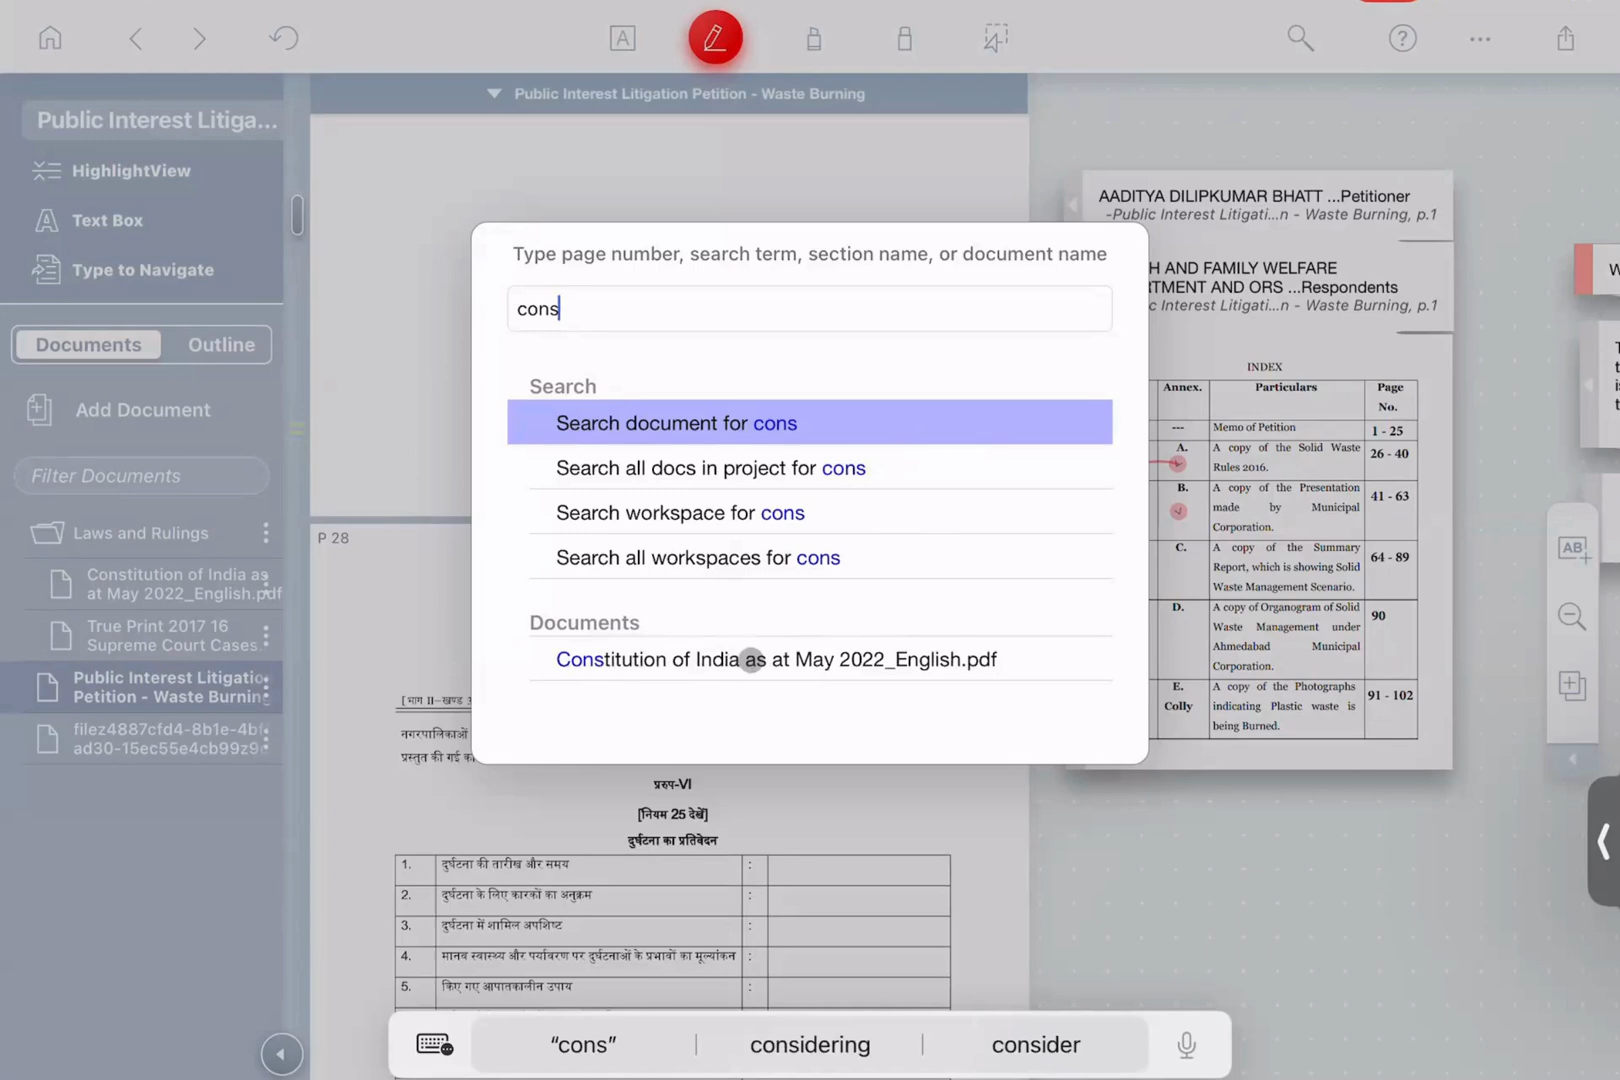 Public Interest Litigation Petition - Waste Burning
Public Interest Litiga...
HighlightView
Text Box
Type to Navigate
Documents
Outline
Add Document
Filter Documents
Laws and Rulings
Constitution of India as
at May 2022_English.pdf
True Print 2017 16
Supreme Court Cases.
Public Interest Litigatio
Petition - Waste Burnin
filez4887cfd4-8b1e-4bf
ad30-15ec55e4cb99z9
Type page number, search term, section name, or document name
cons
Search
Search document for cons
Search all docs in project for cons
Search workspace for cons
Search all workspaces for cons
Documents
Constitution of India as at May 2022_English.pdf
P 28
[भाग II—खण्ड
नगरपालिकाओं
प्रस्तुत की गई
प्ररुप-VI
[नियम 25 देखें]
दुर्घटना का प्रतिवेदन
1. दुर्घटना की तारीख और समय :
2. दुर्घटना के लिए कारकों का अनुक्रम :
3. दुर्घटना में शामिल अपशिष्ट :
4. मानव स्वास्थ्य और पर्यावरण पर दुर्घटनाओं के प्रभावों का मूल्यांकन :
5. किए गए आपातकालीन उपाय :
AADITYA DILIPKUMAR BHATT ...Petitioner
-Public Interest Litigati...n - Waste Burning, p.1
H AND FAMILY WELFARE
RTMENT AND ORS ...Respondents
c Interest Litigati...n - Waste Burning, p.1
INDEX
Annex. Particulars Page
No.
--- Memo of Petition 1 - 25
A. A copy of the Solid Waste 26 - 40
Rules 2016.
B. A copy of the Presentation 41 - 63
made by Municipal
Corporation.
C. A copy of the Summary 64 - 89
Report, which is showing Solid
Waste Management Scenario.
D. A copy of Organogram of Solid 90
Waste Management under
Ahmedabad Municipal
Corporation.
E. A copy of the Photographs 91 - 102
Colly indicating Plastic waste is
being Burned.
A
AB
"cons"
considering
consider